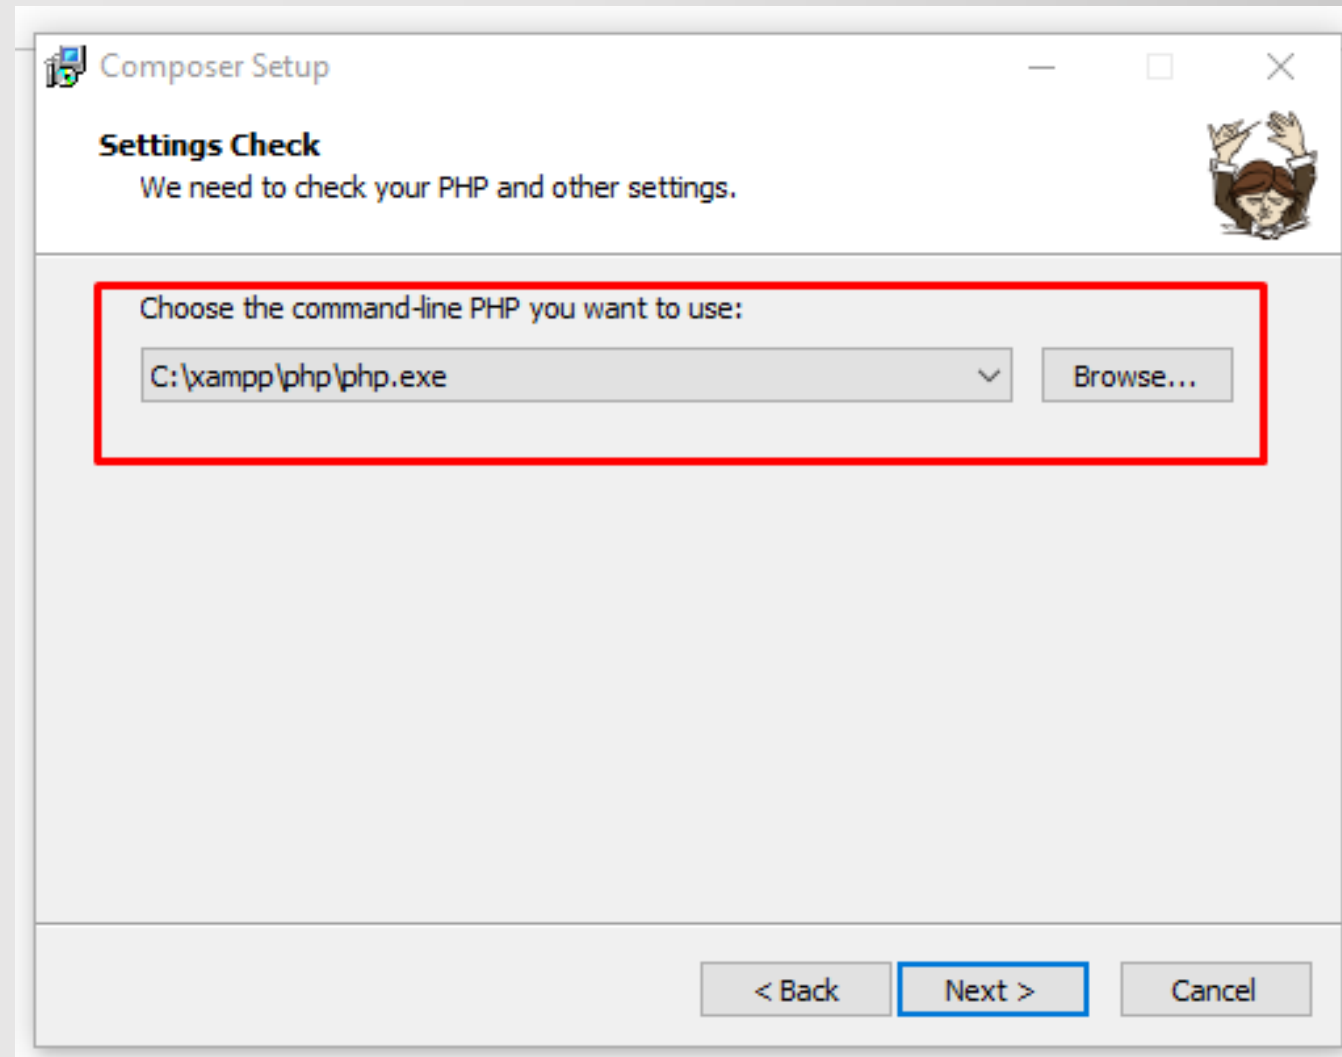 Composer Setup
Settings Check
We need to check your PHP and other settings.
Choose the command-line PHP you want to use:
C:\xampp\php\php.exe
Browse...
< Back
Next >
Cancel